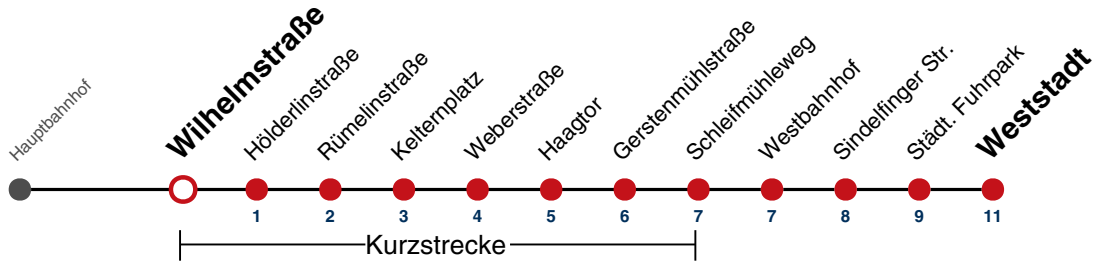 Hauptbahnhof
Wilhelmstraße
Hölderlinstraße
Rümelinstraße
Kelternplatz
Weberstraße
Haagtor
Gerstenmühlstraße
Schleifmühleweg
Westbahnhof
Sindelfinger Str.
Städt. Fuhrpark
Weststadt
1 2 3 4 5 6 7 7 8 9 11
Kurzstrecke